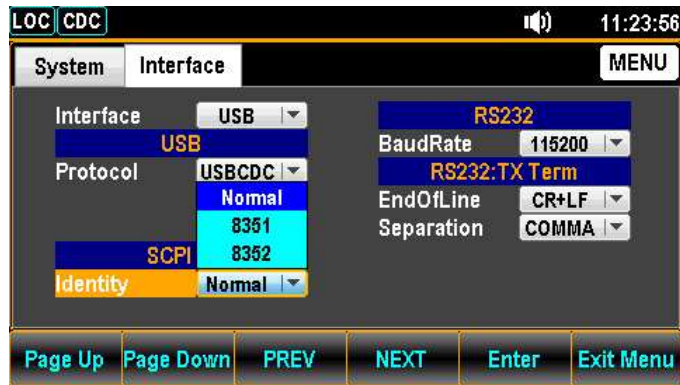 LOC CDC 11:23:56
System Interface MENU
Interface USB
USB
Protocol USBCDC
Normal
8351
8352
SCPI
Identity Normal
RS232
BaudRate 115200
RS232:TX Term
EndOfLine CR+LF
Separation COMMA
Page Up Page Down PREV NEXT Enter Exit Menu